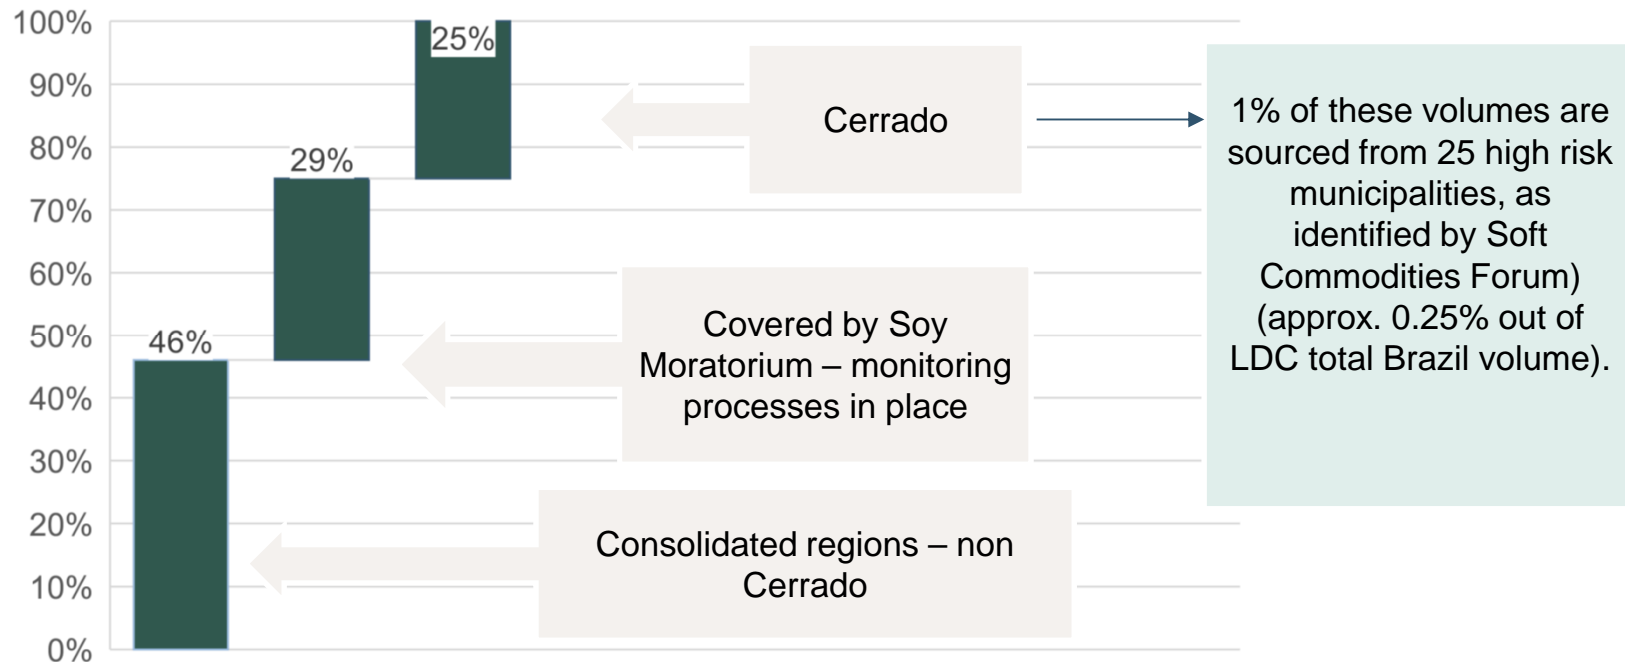 100%
90%
80%
70%
60%
50%
40%
30%
20%
10%
0%
46%
29%
25%
Cerrado
Covered by Soy
Moratorium – monitoring
processes in place
Consolidated regions – non
Cerrado
1% of these volumes are
sourced from 25 high risk
municipalities, as
identified by Soft
Commodities Forum)
(approx. 0.25% out of
LDC total Brazil volume).